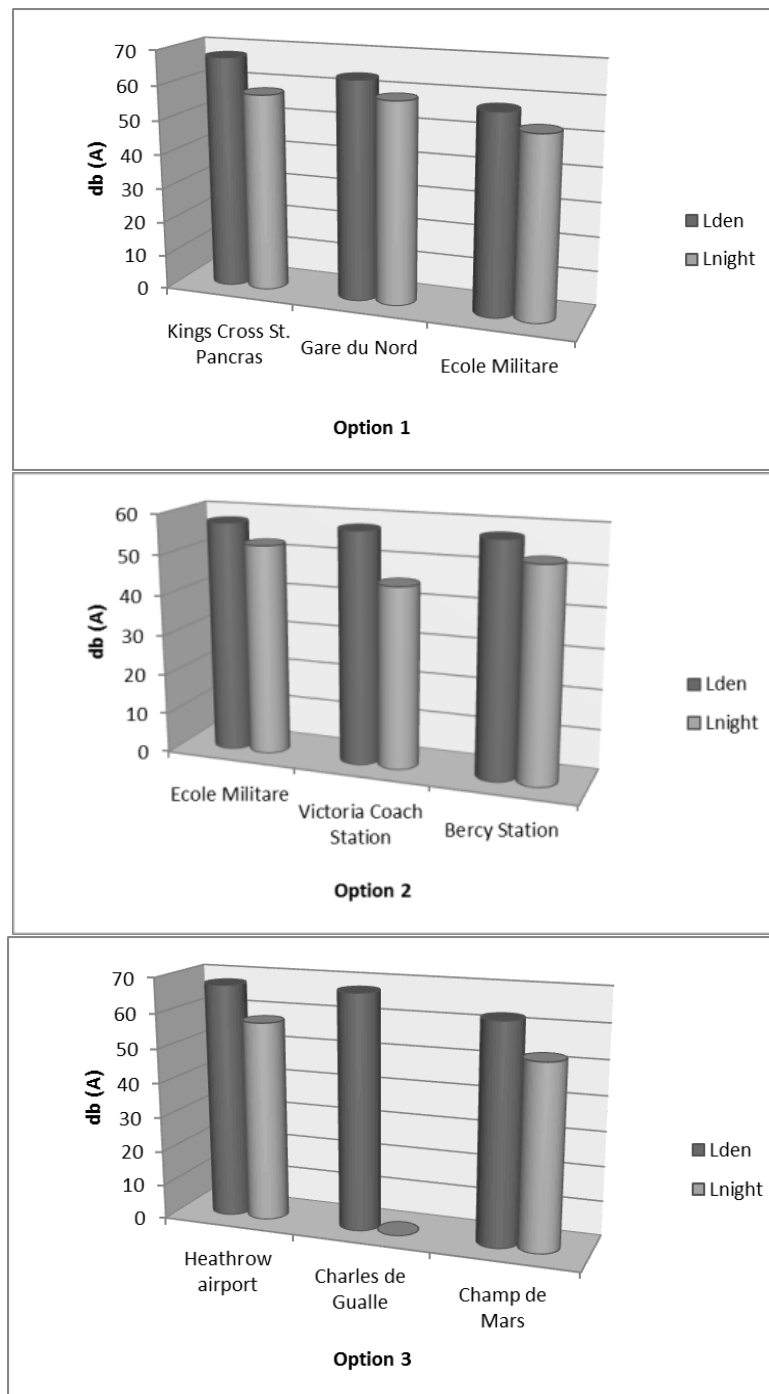 70
60
50
40
30
20
10
0
db (A)
Kings Cross St.
Pancras
Gare du Nord
Ecole Militare
Lden
Lnight
Option 1
60
50
40
30
20
10
0
db (A)
Ecole Militare
Victoria Coach
Station
Bercy Station
Lden
Lnight
Option 2
70
60
50
40
30
20
10
0
db (A)
Heathrow
airport
Charles de
Gualle
Champ de
Mars
Lden
Lnight
Option 3